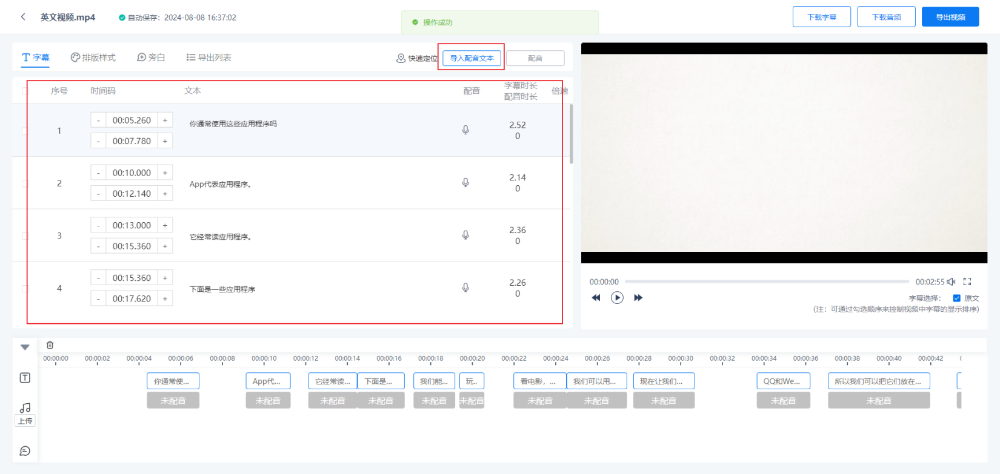 英文视频.mp4
自动保存：2024-08-08 16:37:02
操作成功
下载字幕
下载音频
导出视频
字幕
排版样式
旁白
导出列表
快速定位
导入配音文本
配音
序号
时间码
文本
配音
字幕时长
配音时长
倍速
1
- 00:05.260 +
- 00:07.780 +
你通常使用这些应用程序吗
2.52
0
2
- 00:10.000 +
- 00:12.140 +
App代表应用程序。
2.14
0
3
- 00:13.000 +
- 00:15.360 +
它经常读应用程序。
2.36
0
4
- 00:15.360 +
- 00:17.620 +
下面是一些应用程序
2.26
0
00:00:00
00:02:55
字幕选择：
原文
(注：可通过勾选顺序来控制视频中字幕的显示排序)
00:00:00 00:00:02 00:00:04 00:00:06 00:00:08 00:00:10 00:00:12 00:00:14 00:00:16 00:00:18 00:00:20 00:00:22 00:00:24 00:00:26 00:00:28 00:00:30 00:00:32 00:00:34 00:00:36 00:00:38 00:00:40 00:00:42
你通常使... App代... 它经常读... 下面是... 我们能... 玩.. 看电影，... 我们可以用... 现在让我们... QQ和We... 所以我们可以把它们放在...
未配音 未配音 未配音 未配音 未配音 未配音 未配音 未配音 未配音 未配音 未配音
上传